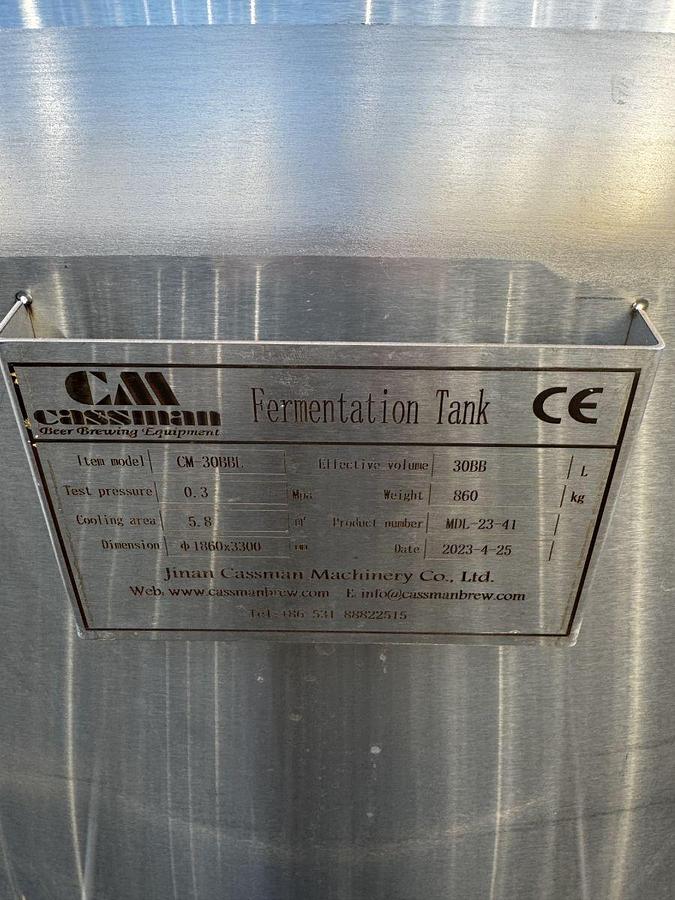 CM
cassman
Beer Brewing Equipment
Fermentation Tank
CE
Item model CM-30BBL Effective volume 30BB L
Test pressure 0.3 Mpa Weight 860 kg
Cooling area 5.8 m² Product number MDL-23-41
Dimension ф1860x3300 mm Date 2023-4-25
Jinan Cassman Machinery Co., Ltd.
Web: www.cassmanbrew.com E: info@cassmanbrew.com
Tel:+86 531 88822515